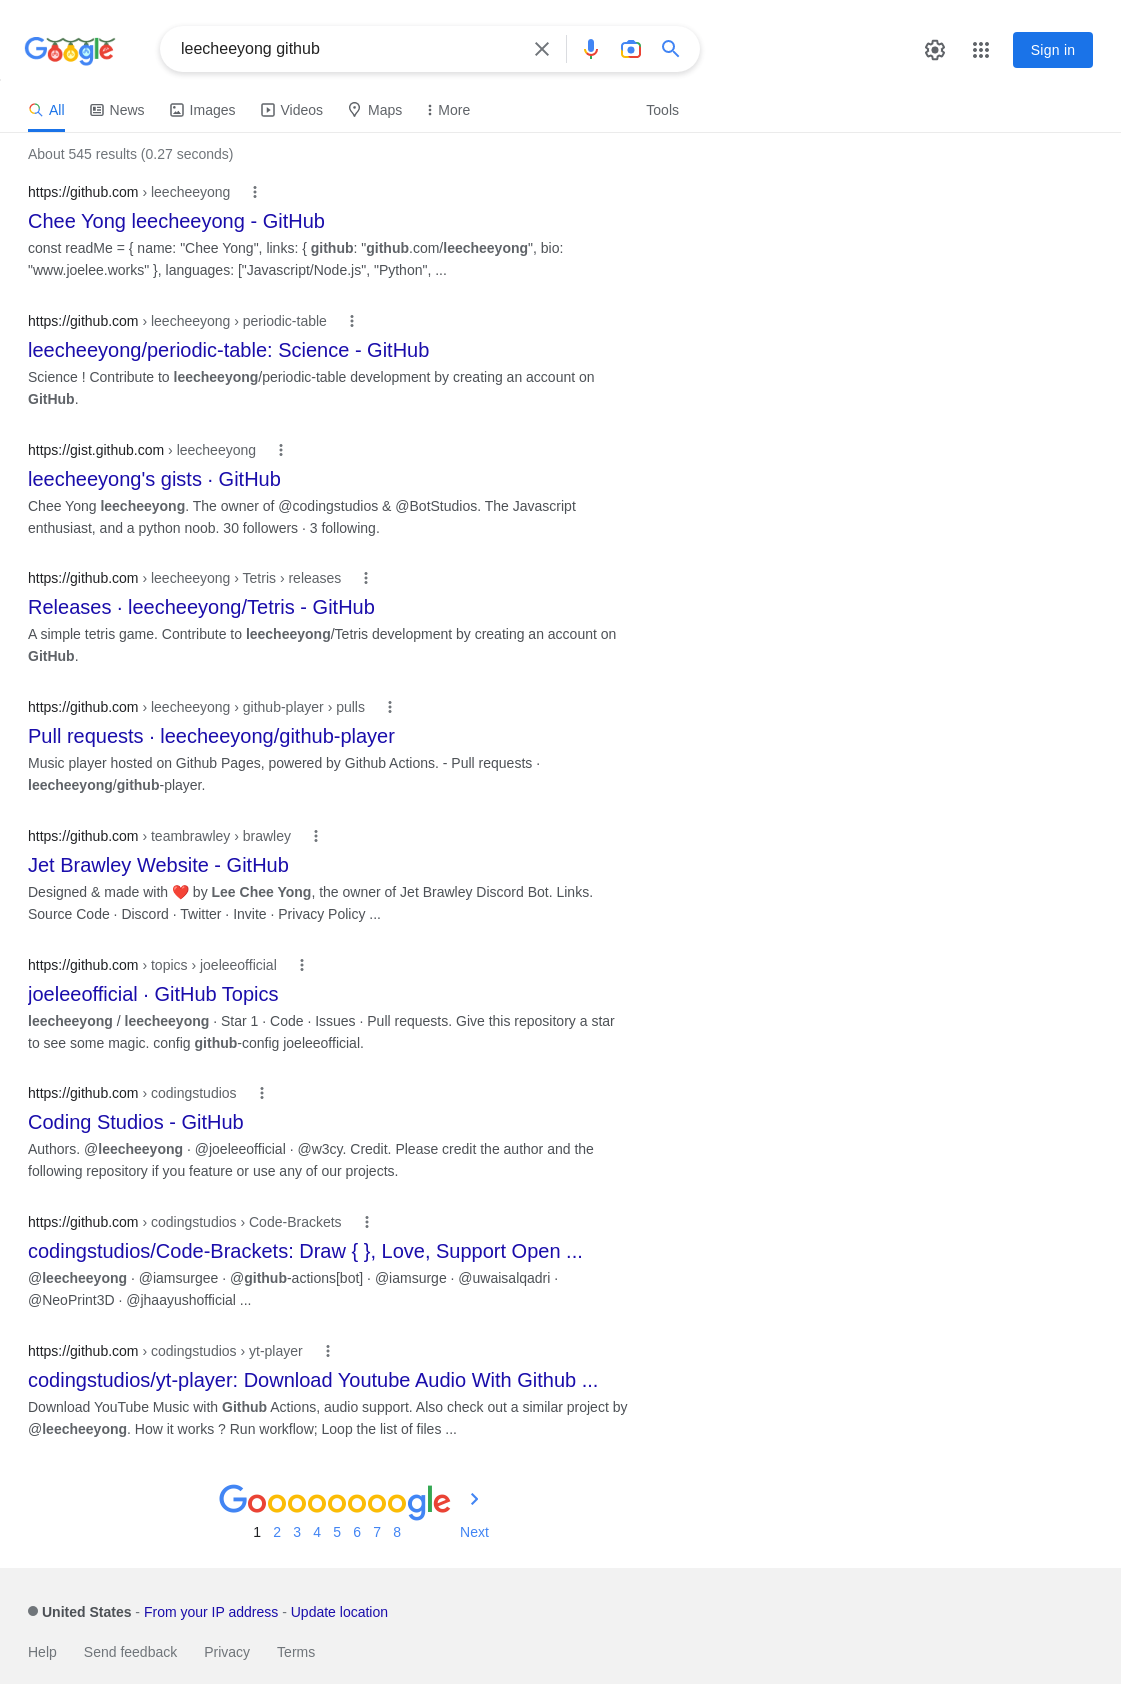 Google
leecheeyong github
Sign in
All News Images Videos Maps More Tools
About 545 results (0.27 seconds)
https://github.com › leecheeyong
Chee Yong leecheeyong - GitHub
const readMe = { name: "Chee Yong", links: { github: "github.com/leecheeyong", bio:
"www.joelee.works" }, languages: ["Javascript/Node.js", "Python", ...
https://github.com › leecheeyong › periodic-table
leecheeyong/periodic-table: Science - GitHub
Science ! Contribute to leecheeyong/periodic-table development by creating an account on
GitHub.
https://gist.github.com › leecheeyong
leecheeyong's gists · GitHub
Chee Yong leecheeyong. The owner of @codingstudios & @BotStudios. The Javascript
enthusiast, and a python noob. 30 followers · 3 following.
https://github.com › leecheeyong › Tetris › releases
Releases · leecheeyong/Tetris - GitHub
A simple tetris game. Contribute to leecheeyong/Tetris development by creating an account on
GitHub.
https://github.com › leecheeyong › github-player › pulls
Pull requests · leecheeyong/github-player
Music player hosted on Github Pages, powered by Github Actions. - Pull requests ·
leecheeyong/github-player.
https://github.com › teambrawley › brawley
Jet Brawley Website - GitHub
Designed & made with ❤️ by Lee Chee Yong, the owner of Jet Brawley Discord Bot. Links.
Source Code · Discord · Twitter · Invite · Privacy Policy ...
https://github.com › topics › joeleeofficial
joeleeofficial · GitHub Topics
leecheeyong / leecheeyong · Star 1 · Code · Issues · Pull requests. Give this repository a star
to see some magic. config github-config joeleeofficial.
https://github.com › codingstudios
Coding Studios - GitHub
Authors. @leecheeyong · @joeleeofficial · @w3cy. Credit. Please credit the author and the
following repository if you feature or use any of our projects.
https://github.com › codingstudios › Code-Brackets
codingstudios/Code-Brackets: Draw { }, Love, Support Open ...
@leecheeyong · @iamsurgee · @github-actions[bot] · @iamsurge · @uwaisalqadri ·
@NeoPrint3D · @jhaayushofficial ...
https://github.com › codingstudios › yt-player
codingstudios/yt-player: Download Youtube Audio With Github ...
Download YouTube Music with Github Actions, audio support. Also check out a similar project by
@leecheeyong. How it works ? Run workflow; Loop the list of files ...
Goooooooogle
1 2 3 4 5 6 7 8 Next
United States - From your IP address - Update location
Help Send feedback Privacy Terms